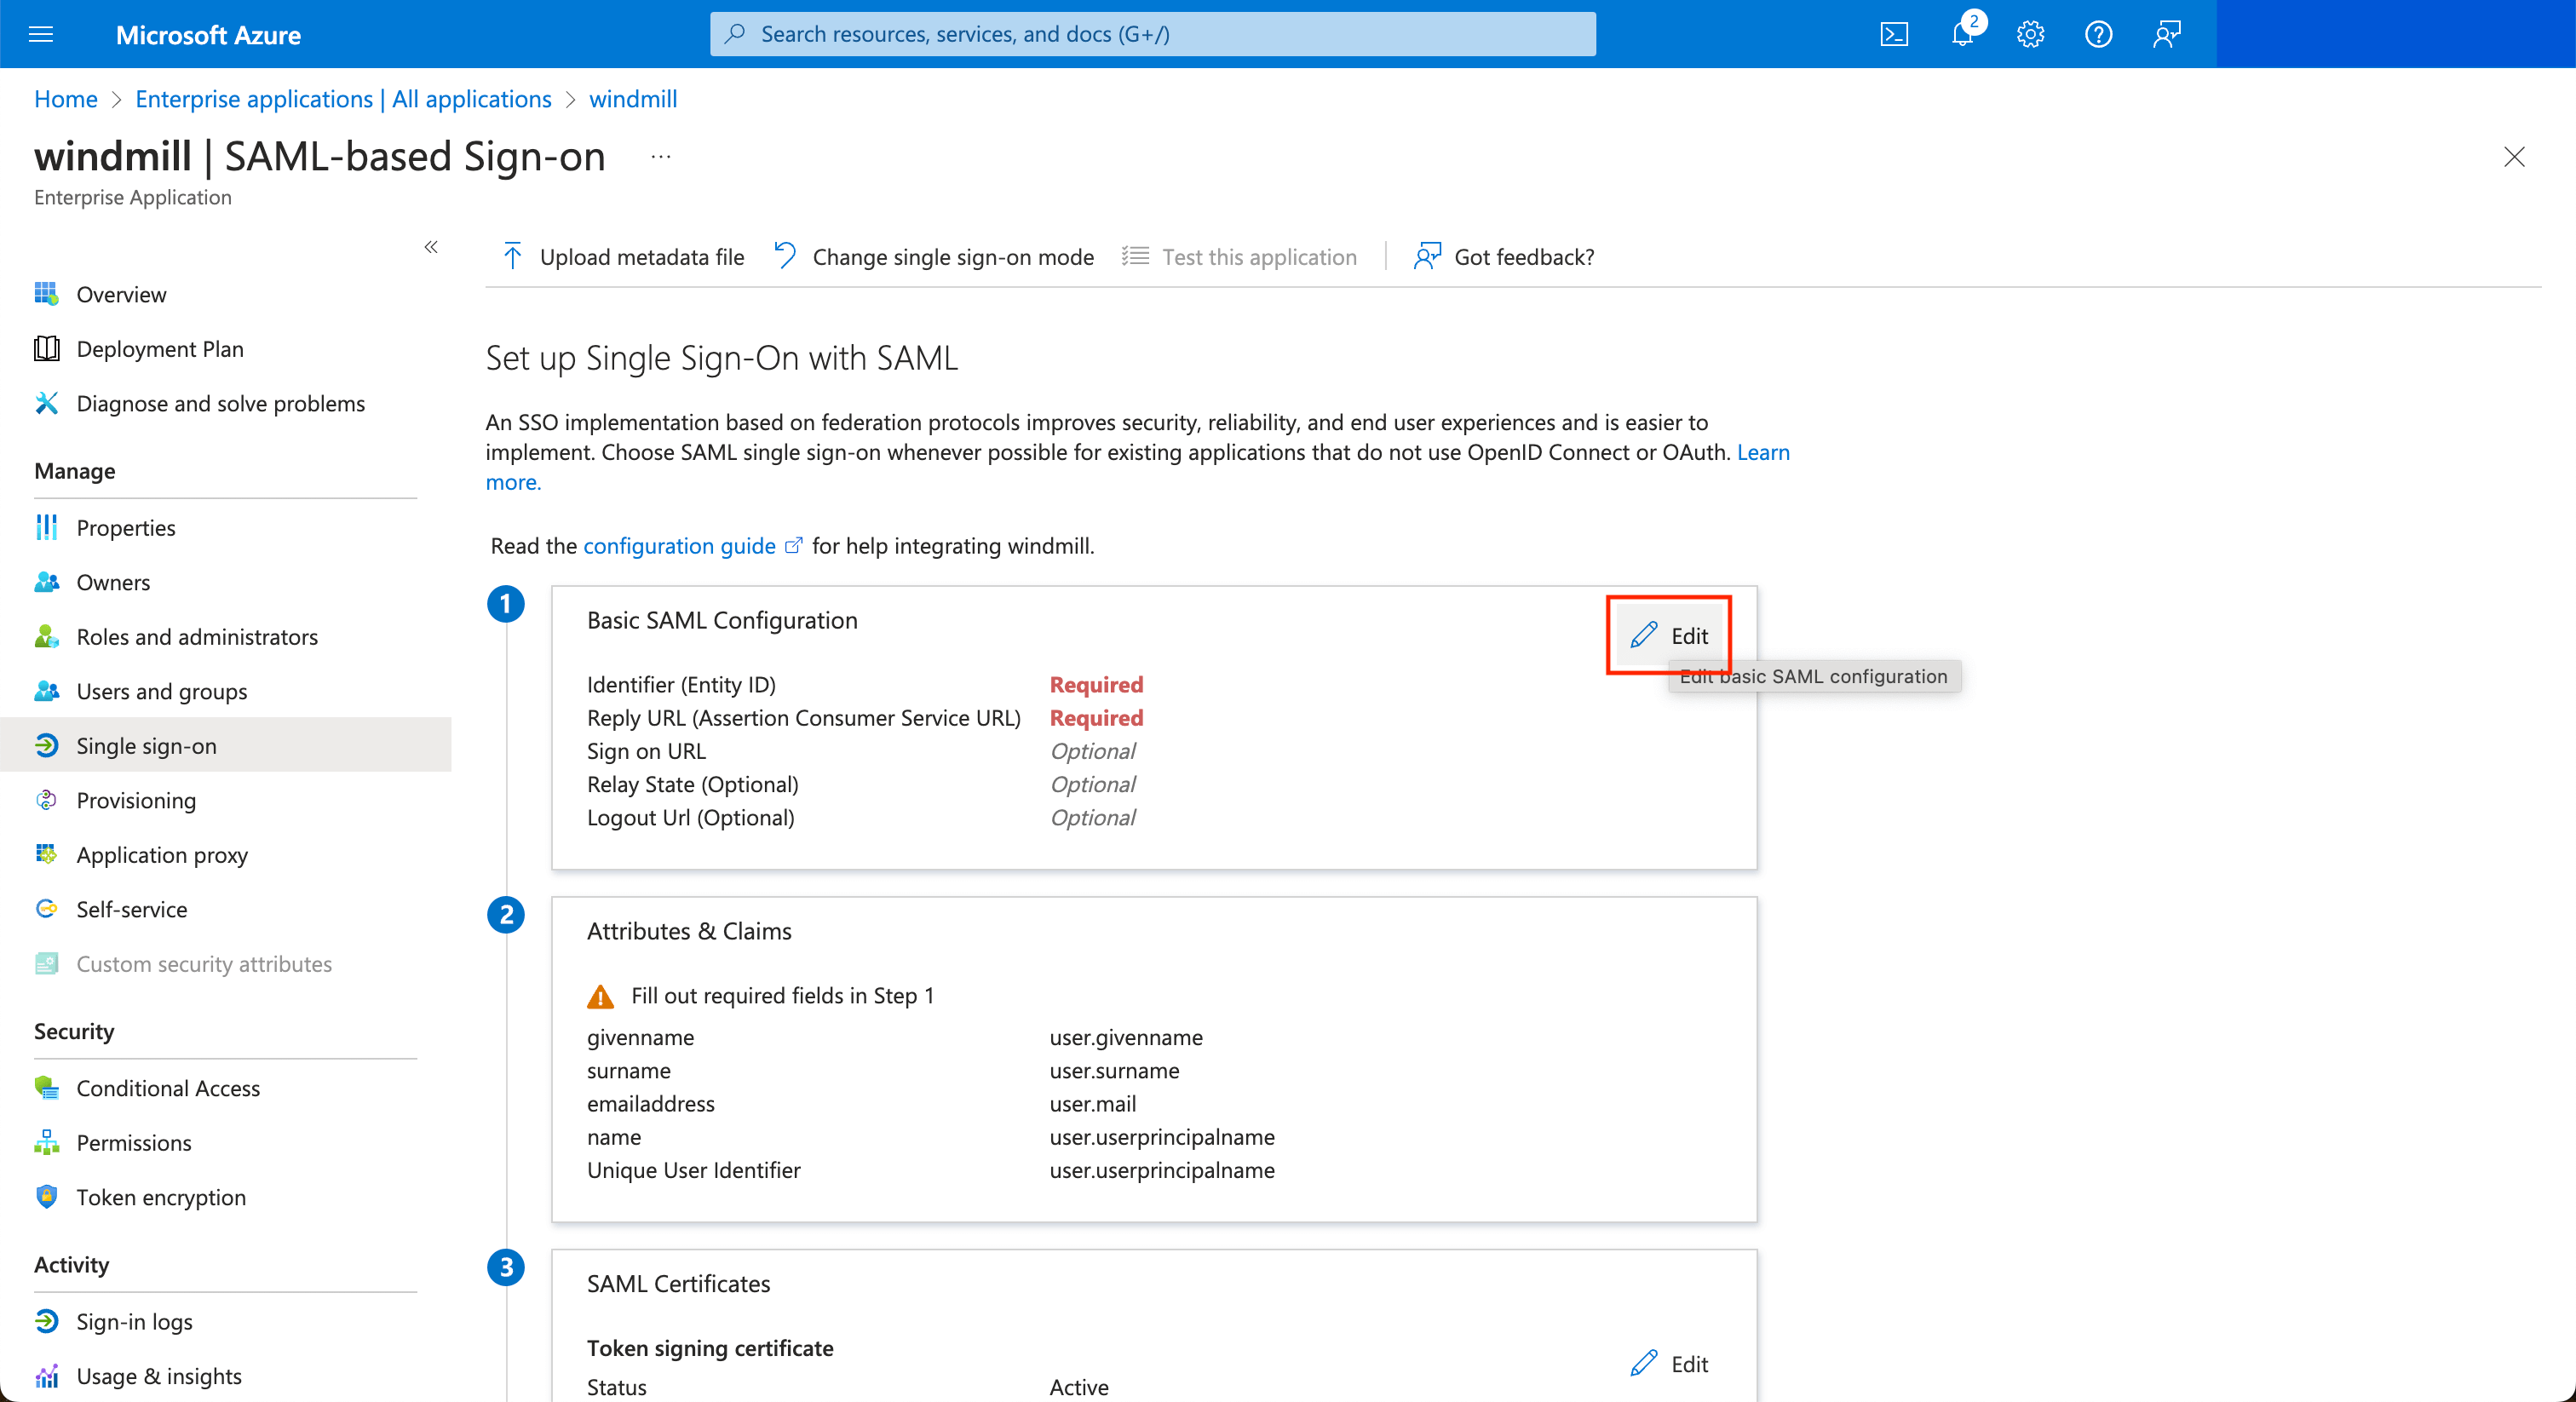 Microsoft Azure
Search resources, services, and docs (G+/)
2
Home > Enterprise applications | All applications > windmill
windmill | SAML-based Sign-on ...
Enterprise Application
Overview
Deployment Plan
Diagnose and solve problems
Manage
Properties
Owners
Roles and administrators
Users and groups
Single sign-on
Provisioning
Application proxy
Self-service
Custom security attributes
Security
Conditional Access
Permissions
Token encryption
Activity
Sign-in logs
Usage & insights
Upload metadata file
Change single sign-on mode
Test this application
Got feedback?
Set up Single Sign-On with SAML
An SSO implementation based on federation protocols improves security, reliability, and end user experiences and is easier to
implement. Choose SAML single sign-on whenever possible for existing applications that do not use OpenID Connect or OAuth. Learn
more.
Read the configuration guide for help integrating windmill.
1
Basic SAML Configuration
Edit
Edit basic SAML configuration
Identifier (Entity ID) Required
Reply URL (Assertion Consumer Service URL) Required
Sign on URL Optional
Relay State (Optional) Optional
Logout Url (Optional) Optional
2
Attributes & Claims
Fill out required fields in Step 1
givenname user.givenname
surname user.surname
emailaddress user.mail
name user.userprincipalname
Unique User Identifier user.userprincipalname
3
SAML Certificates
Token signing certificate
Edit
Status Active